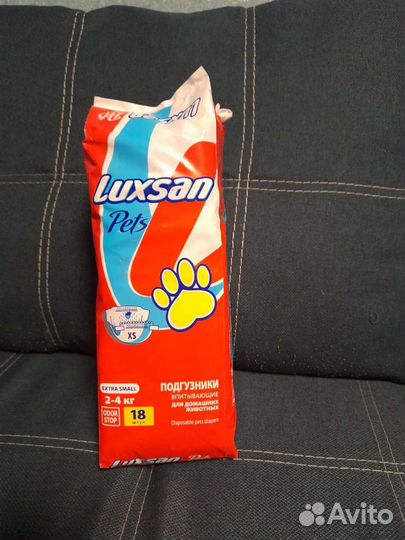 Luxsan
Pets
XS
EXTRA SMALL
2-4 кг
ODOR
STOP
18
ШТУК
ПОДГУЗНИКИ
ВПИТЫВАЮЩИЕ
ДЛЯ ДОМАШНИХ
ЖИВОТНЫХ
Disposable pets diapers
Luxsan Pe
Avito